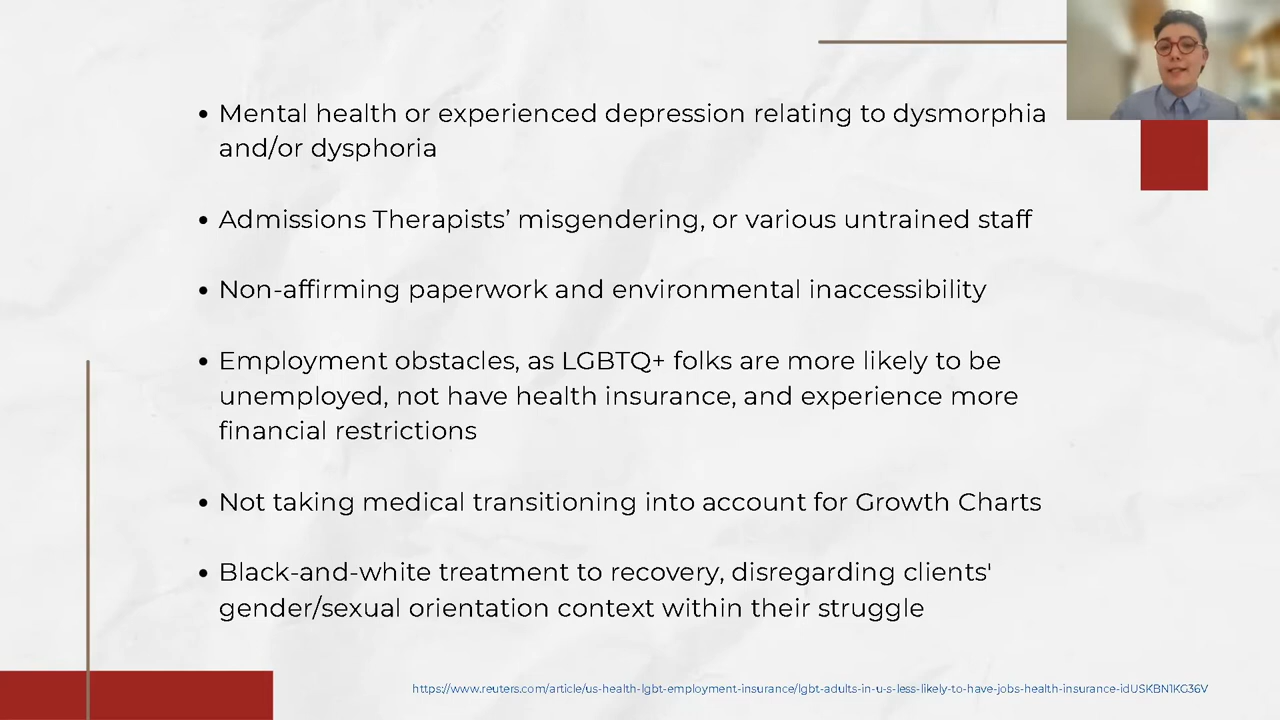 • Mental health or experienced depression relating to dysmorphia
and/or dysphoria
• Admissions Therapists’ misgendering, or various untrained staff
• Non-affirming paperwork and environmental inaccessibility
• Employment obstacles, as LGBTQ+ folks are more likely to be
unemployed, not have health insurance, and experience more
financial restrictions
• Not taking medical transitioning into account for Growth Charts
• Black-and-white treatment to recovery, disregarding clients'
gender/sexual orientation context within their struggle
https://www.reuters.com/article/us-health-lgbt-employment-insurance/lgbt-adults-in-u-s-less-likely-to-have-jobs-health-insurance-idUSKBN1KG36V